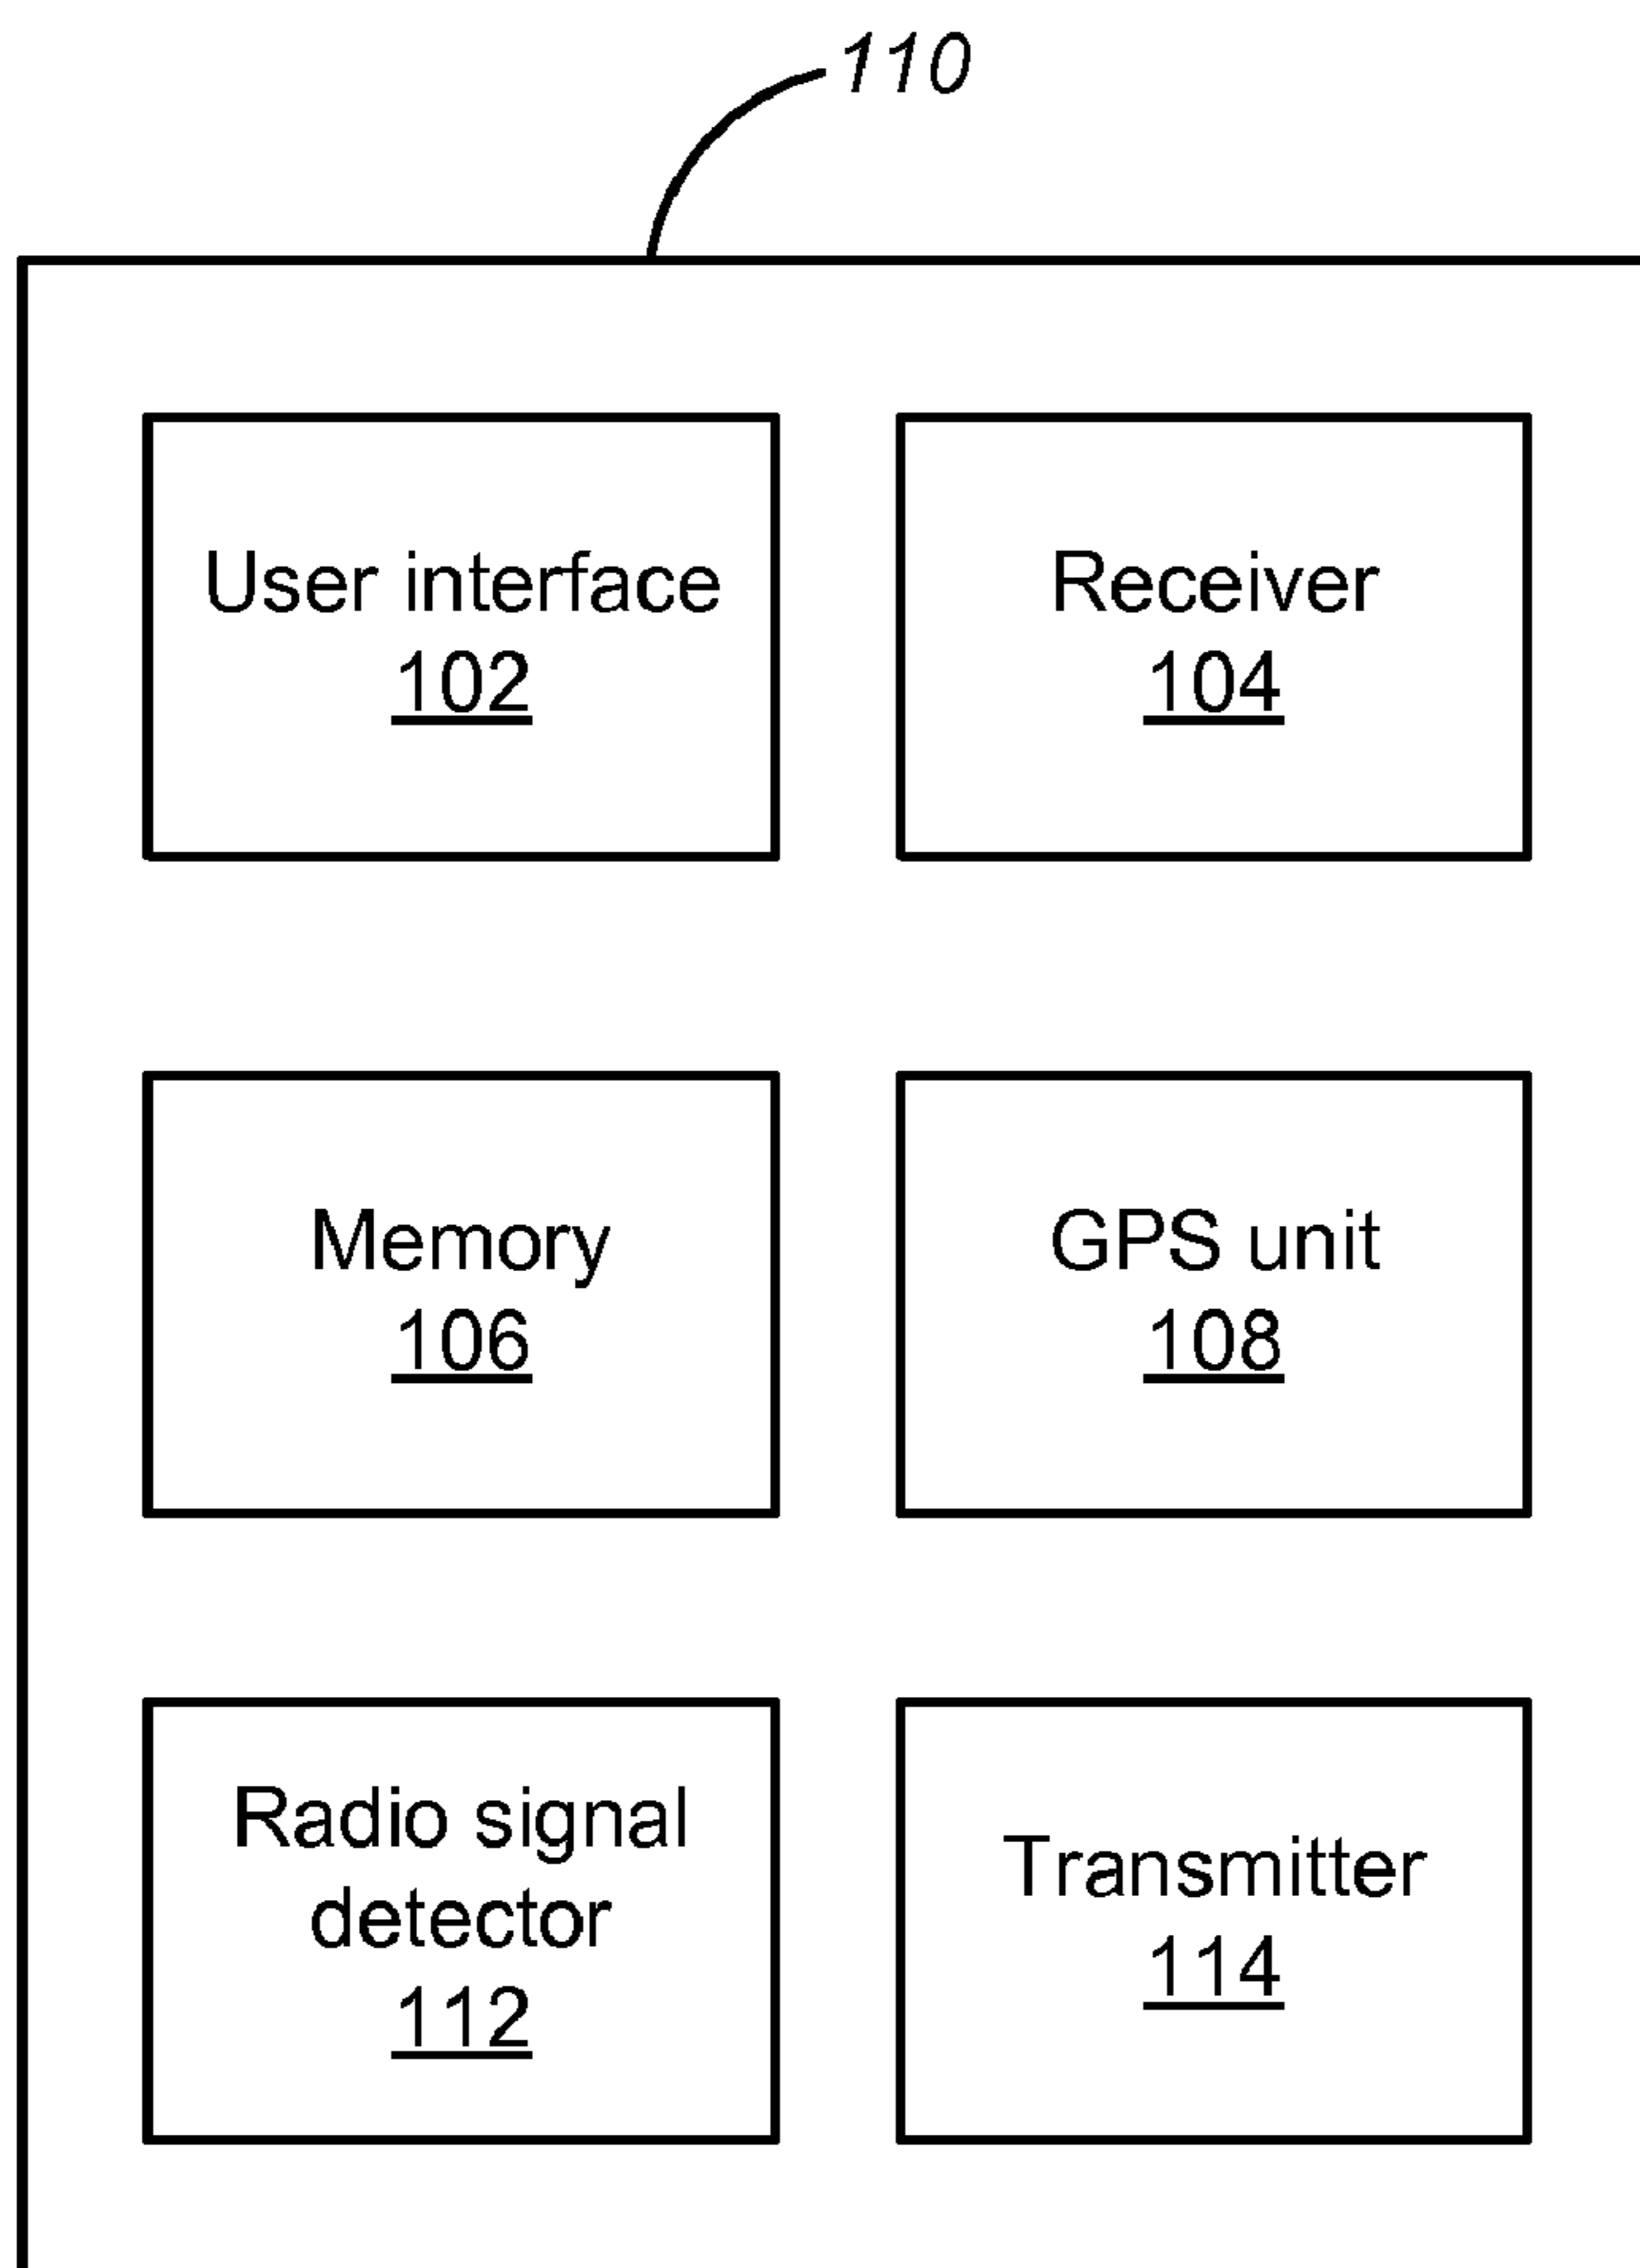 110
User interface
102
Receiver
104
Memory
106
GPS unit
108
Radio signal
detector
112
Transmitter
114